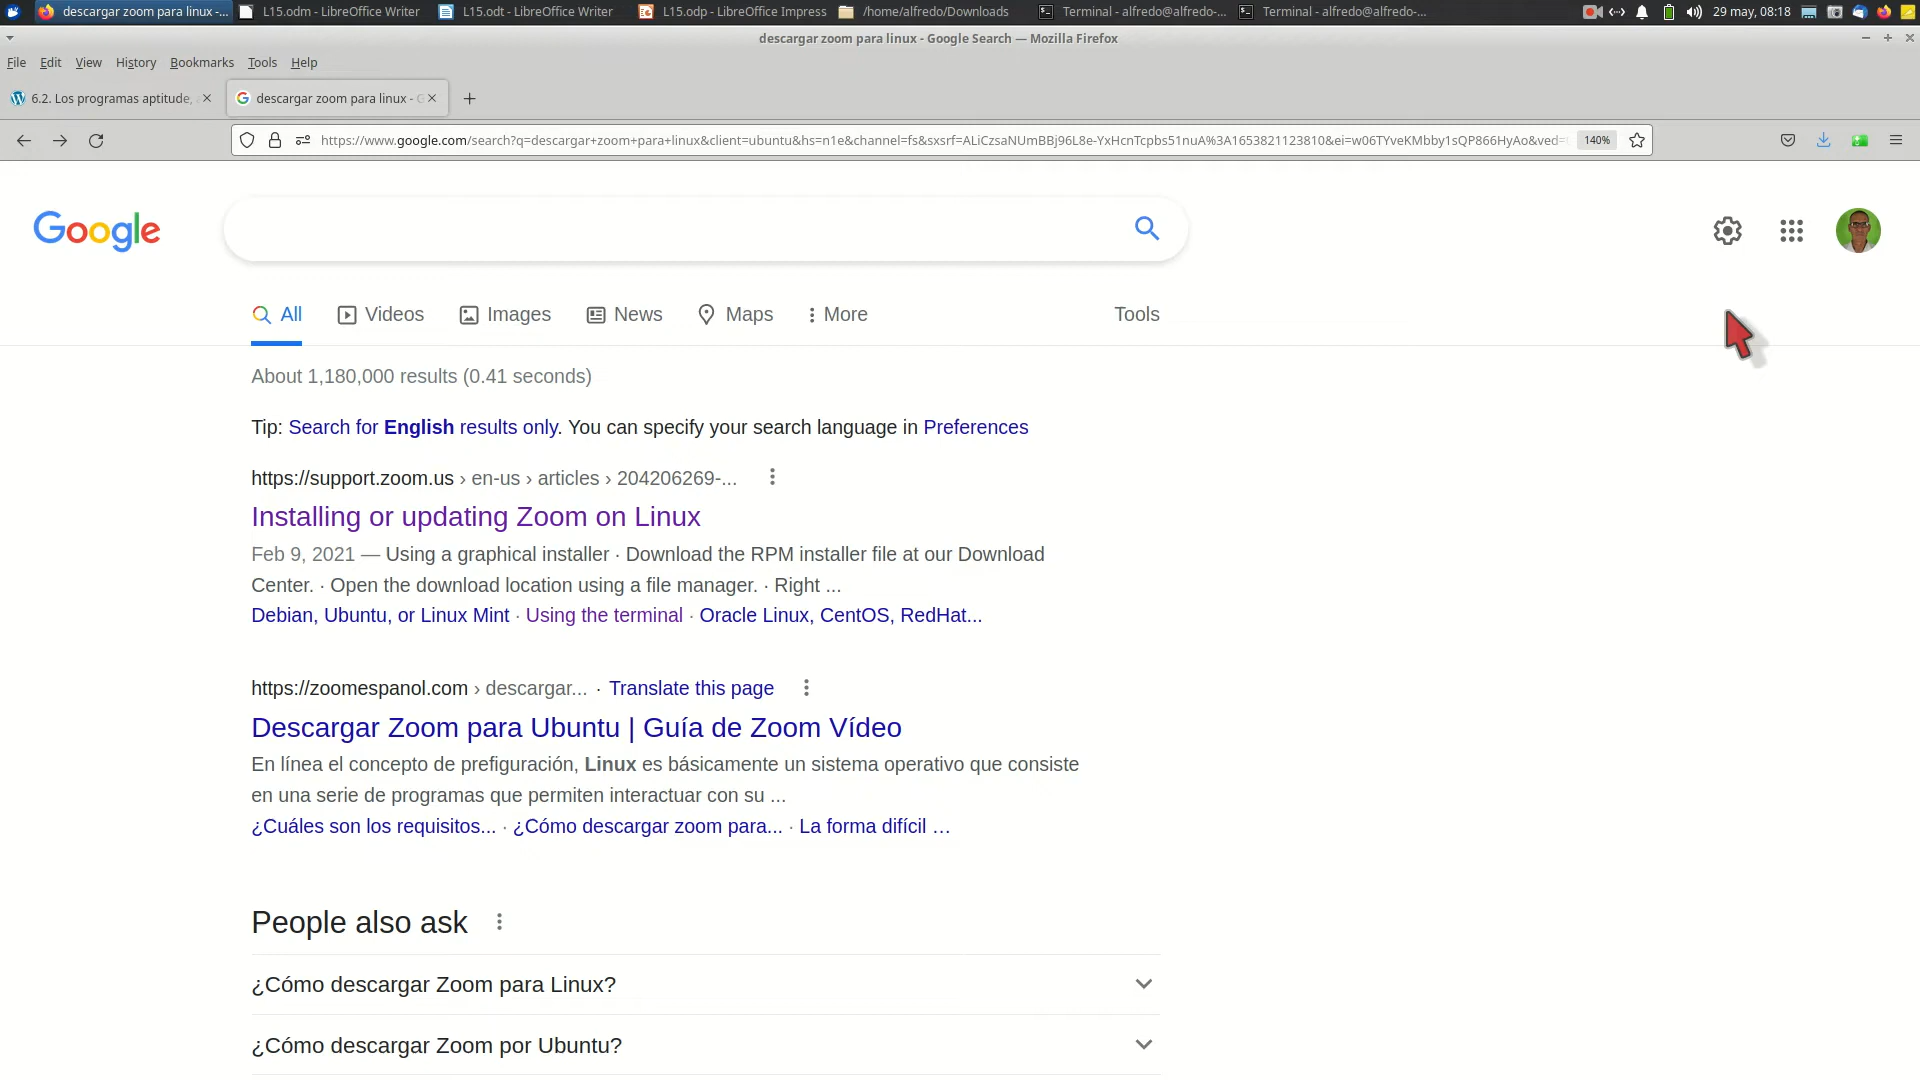 descargar zoom para linux -...
L15.odm - LibreOffice Writer
L15.odt - LibreOffice Writer
L15.odp - LibreOffice Impress
/home/alfredo/Downloads
Terminal - alfredo@alfredo-...
Terminal - alfredo@alfredo-...
29 may, 08:18
descargar zoom para linux - Google Search — Mozilla Firefox
File Edit View History Bookmarks Tools Help
6.2. Los programas aptitude,
descargar zoom para linux - G
https://www.google.com/search?q=descargar+zoom+para+linux&client=ubuntu&hs=n1e&channel=fs&sxsrf=ALiCzsaNUmBBj96L8e-YxHcnTcpbs51nuA%3A1653821123810&ei=w06TYveKMbby1sQP866HyAo&ved=
140%
Google
All Videos Images News Maps More Tools
About 1,180,000 results (0.41 seconds)
Tip: Search for English results only. You can specify your search language in Preferences
https://support.zoom.us › en-us › articles › 204206269-...
Installing or updating Zoom on Linux
Feb 9, 2021 — Using a graphical installer · Download the RPM installer file at our Download
Center. · Open the download location using a file manager. · Right ...
Debian, Ubuntu, or Linux Mint · Using the terminal · Oracle Linux, CentOS, RedHat...
https://zoomespanol.com › descargar... · Translate this page
Descargar Zoom para Ubuntu | Guía de Zoom Vídeo
En línea el concepto de prefiguración, Linux es básicamente un sistema operativo que consiste
en una serie de programas que permiten interactuar con su ...
¿Cuáles son los requisitos... · ¿Cómo descargar zoom para... · La forma difícil …
People also ask
¿Cómo descargar Zoom para Linux?
¿Cómo descargar Zoom por Ubuntu?